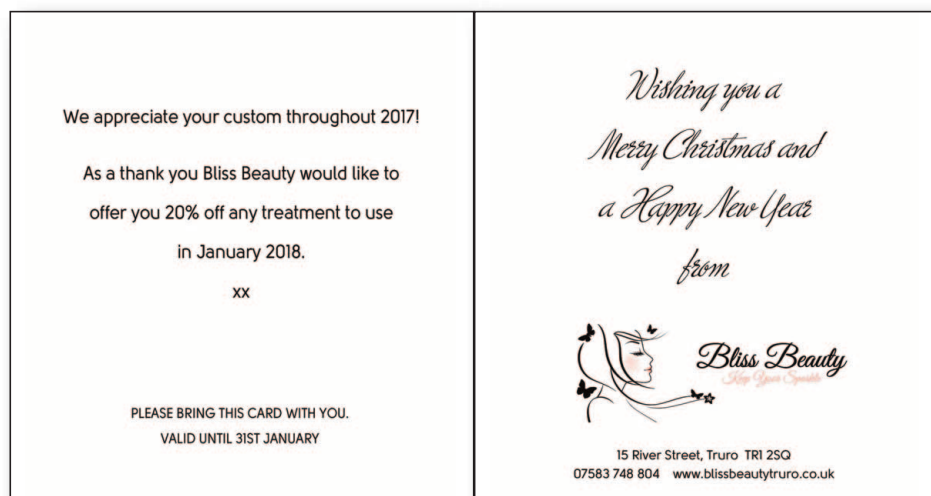 We appreciate your custom throughout 2017!
As a thank you Bliss Beauty would like to
offer you 20% off any treatment to use
in January 2018.
xx
PLEASE BRING THIS CARD WITH YOU.
VALID UNTIL 31ST JANUARY
Wishing you a
Merry Christmas and
a Happy New Year
from
Bliss Beauty
Keep Your Sparkle
15 River Street, Truro TR1 2SQ
07583 748 804 www.blissbeautytruro.co.uk